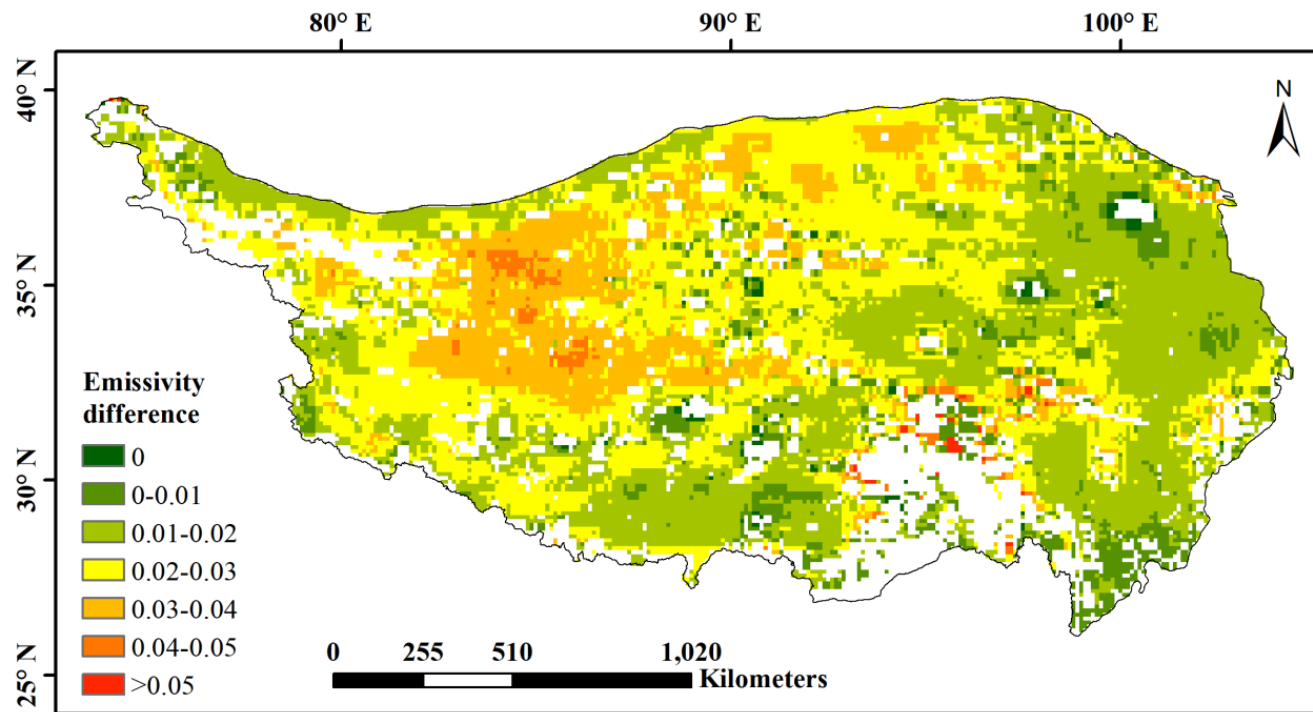 80° E 90° E 100° E
N
40° N
35° N
30° N
25° N
Emissivity
difference
0
0-0.01
0.01-0.02
0.02-0.03
0.03-0.04
0.04-0.05
>0.05
0 255 510 1,020
Kilometers